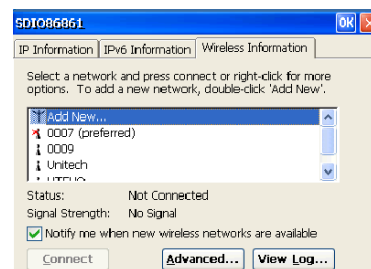 SDIO86861 OK X
IP Information IPv6 Information Wireless Information
Select a network and press connect or right-click for more
options. To add a new network, double-click 'Add New'.
Add New...
0007 (preferred)
0009
Unitech
Status: Not Connected
Signal Strength: No Signal
Notify me when new wireless networks are available
Connect Advanced... View Log...